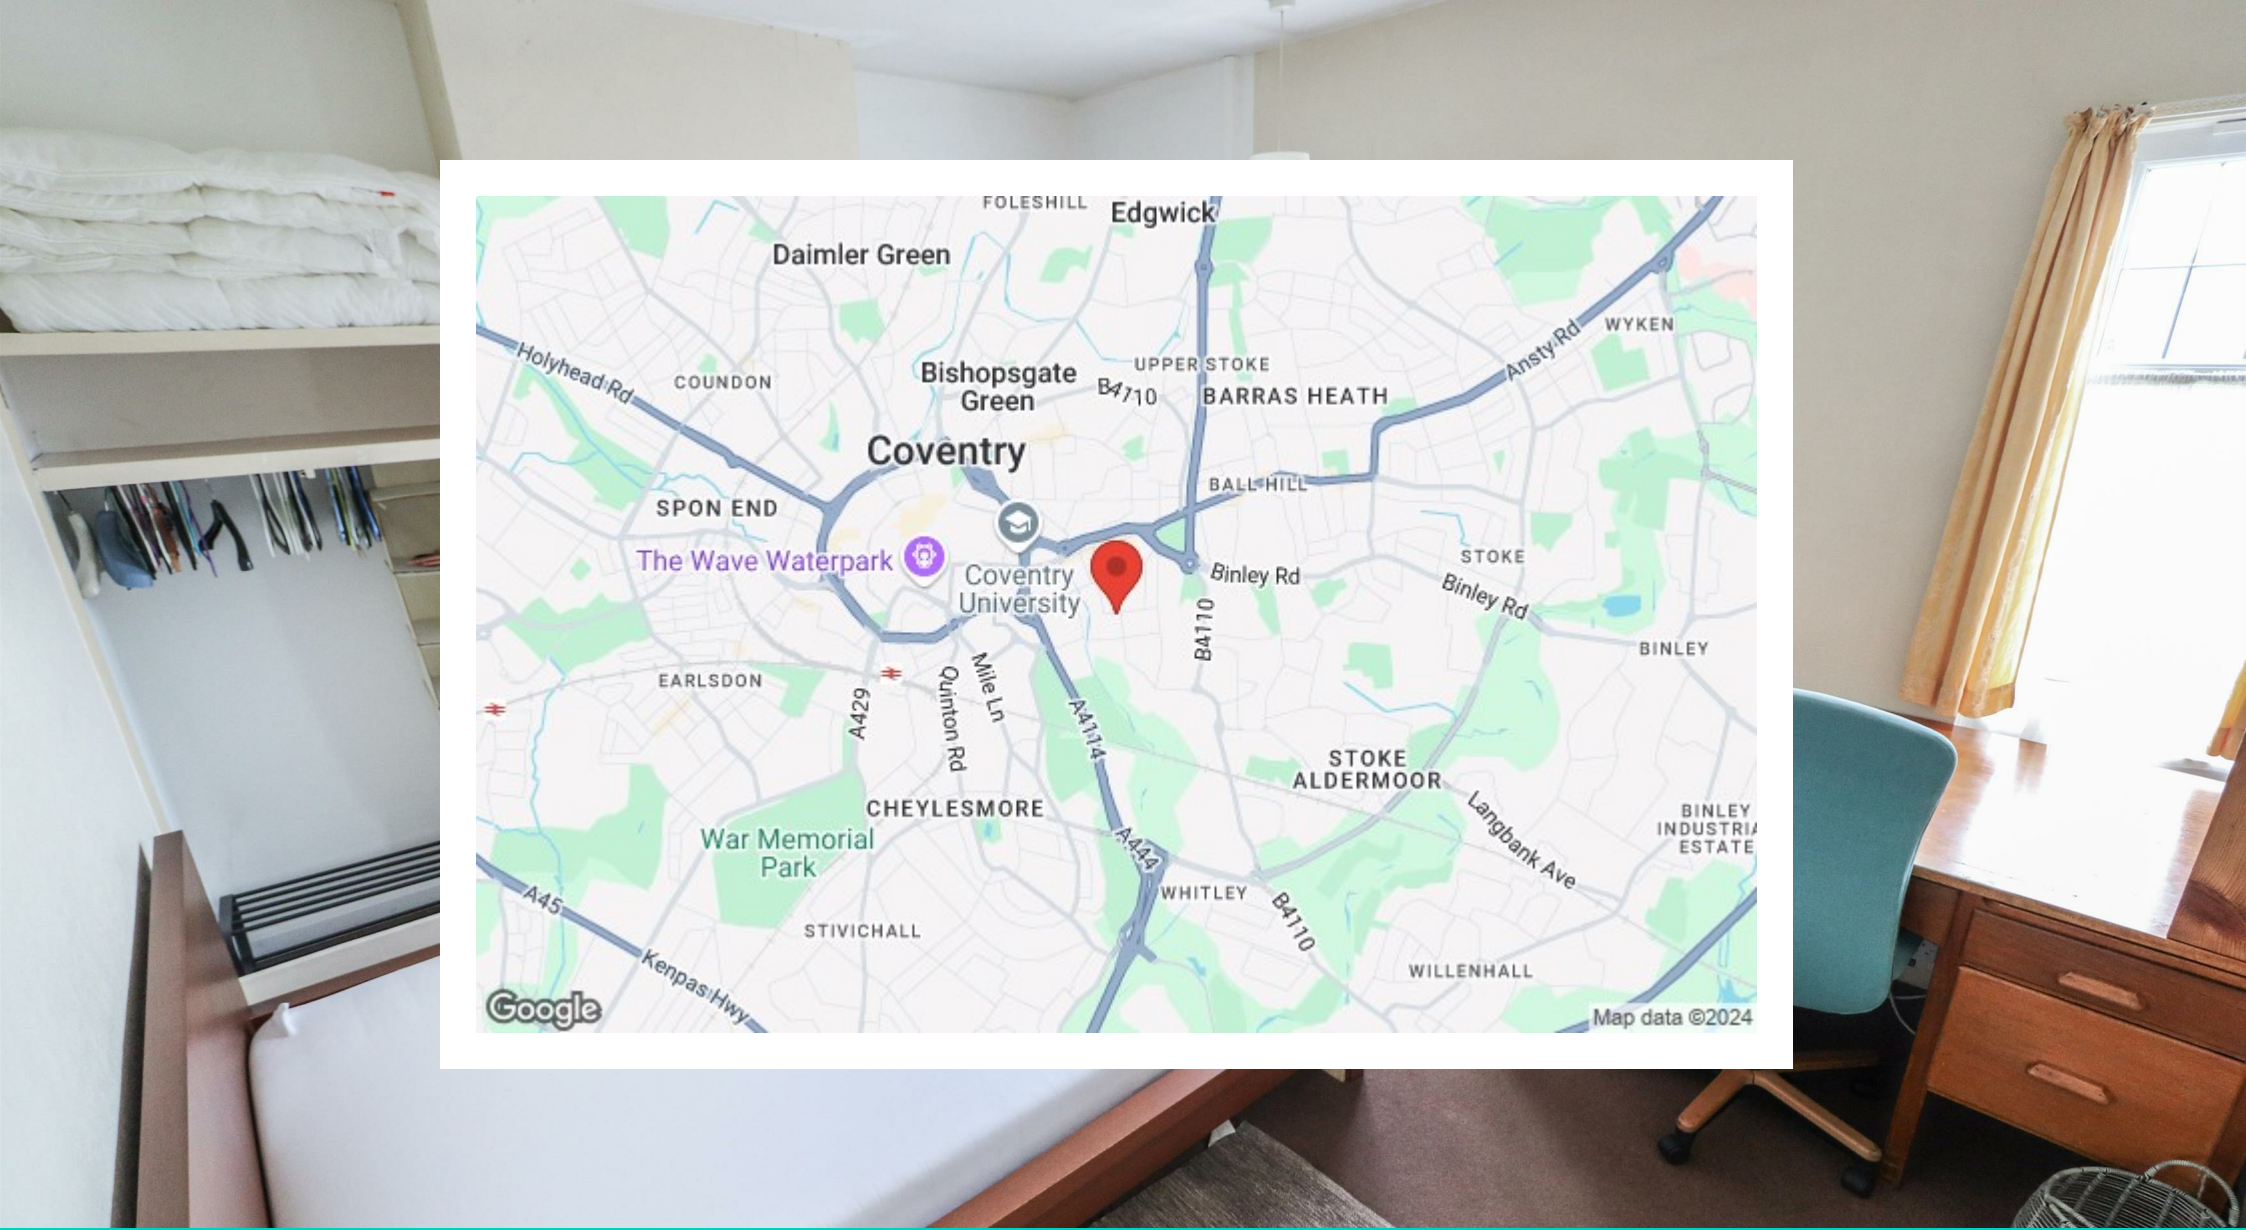 FOLESHILL
Edgwick
Daimler Green
Holyhead Rd
COUNDON
Bishopsgate
Green
UPPER STOKE
B4710
BARRAS HEATH
Ansty Rd
WYKEN
Coventry
SPON END
BALL HILL
The Wave Waterpark
Coventry
University
Binley Rd
STOKE
Binley Rd
B4110
BINLEY
EARLSDON
A429
Quinton Rd
Mile Ln
A4114
STOKE
ALDERMOOR
CHEYLESMORE
War Memorial
Park
A444
Langbank Ave
BINLEY
INDUSTRIA
ESTATE
A45
WHITLEY
B4110
STIVICHALL
Kenpas Hwy
WILLENHALL
Google
Map data ©2024